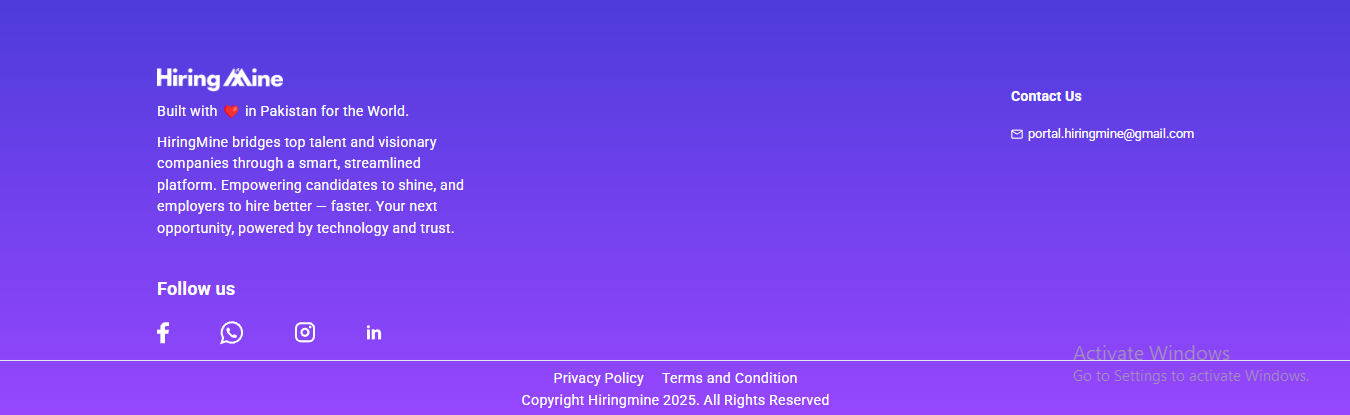 Hiring Mine
Built with ❤️ in Pakistan for the World.
HiringMine bridges top talent and visionary
companies through a smart, streamlined
platform. Empowering candidates to shine, and
employers to hire better — faster. Your next
opportunity, powered by technology and trust.
Follow us
Contact Us
portal.hiringmine@gmail.com
Activate Windows
Go to Settings to activate Windows.
Privacy Policy Terms and Condition
Copyright Hiringmine 2025. All Rights Reserved